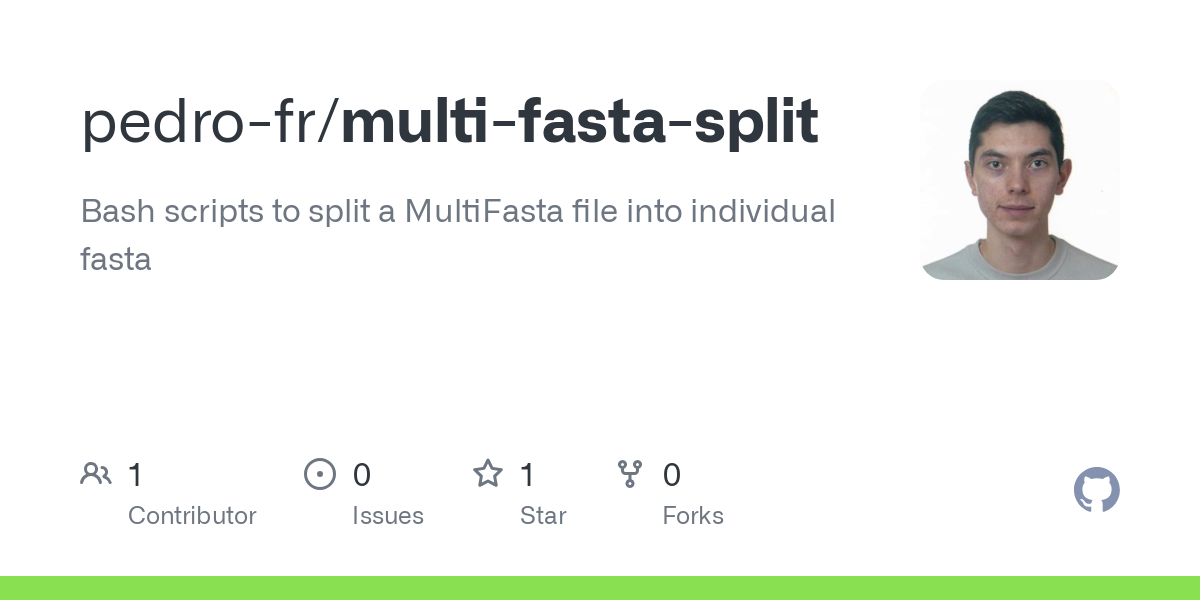 pedro-fr/multi-fasta-split
Bash scripts to split a MultiFasta file into individual
fasta
1
Contributor
0
Issues
1
Star
0
Forks